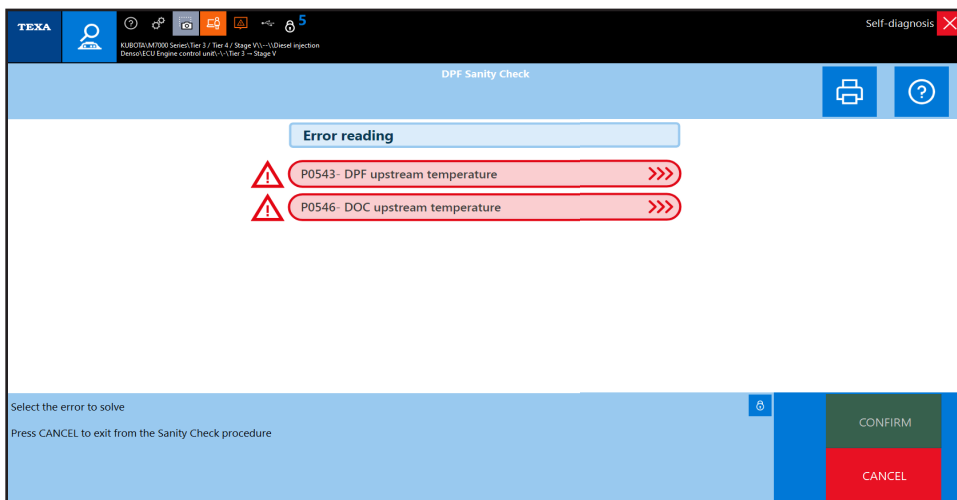 TEXA
5
Self-diagnosis
KUBOTA\M7000 Series\Tier 3 / Tier 4 / Stage V\\--\\Diesel injection
Denso\ECU Engine control unit\-\-\Tier 3 -- Stage V
DPF Sanity Check
Error reading
P0543- DPF upstream temperature >>>
P0546- DOC upstream temperature >>>
Select the error to solve
Press CANCEL to exit from the Sanity Check procedure
CONFIRM
CANCEL